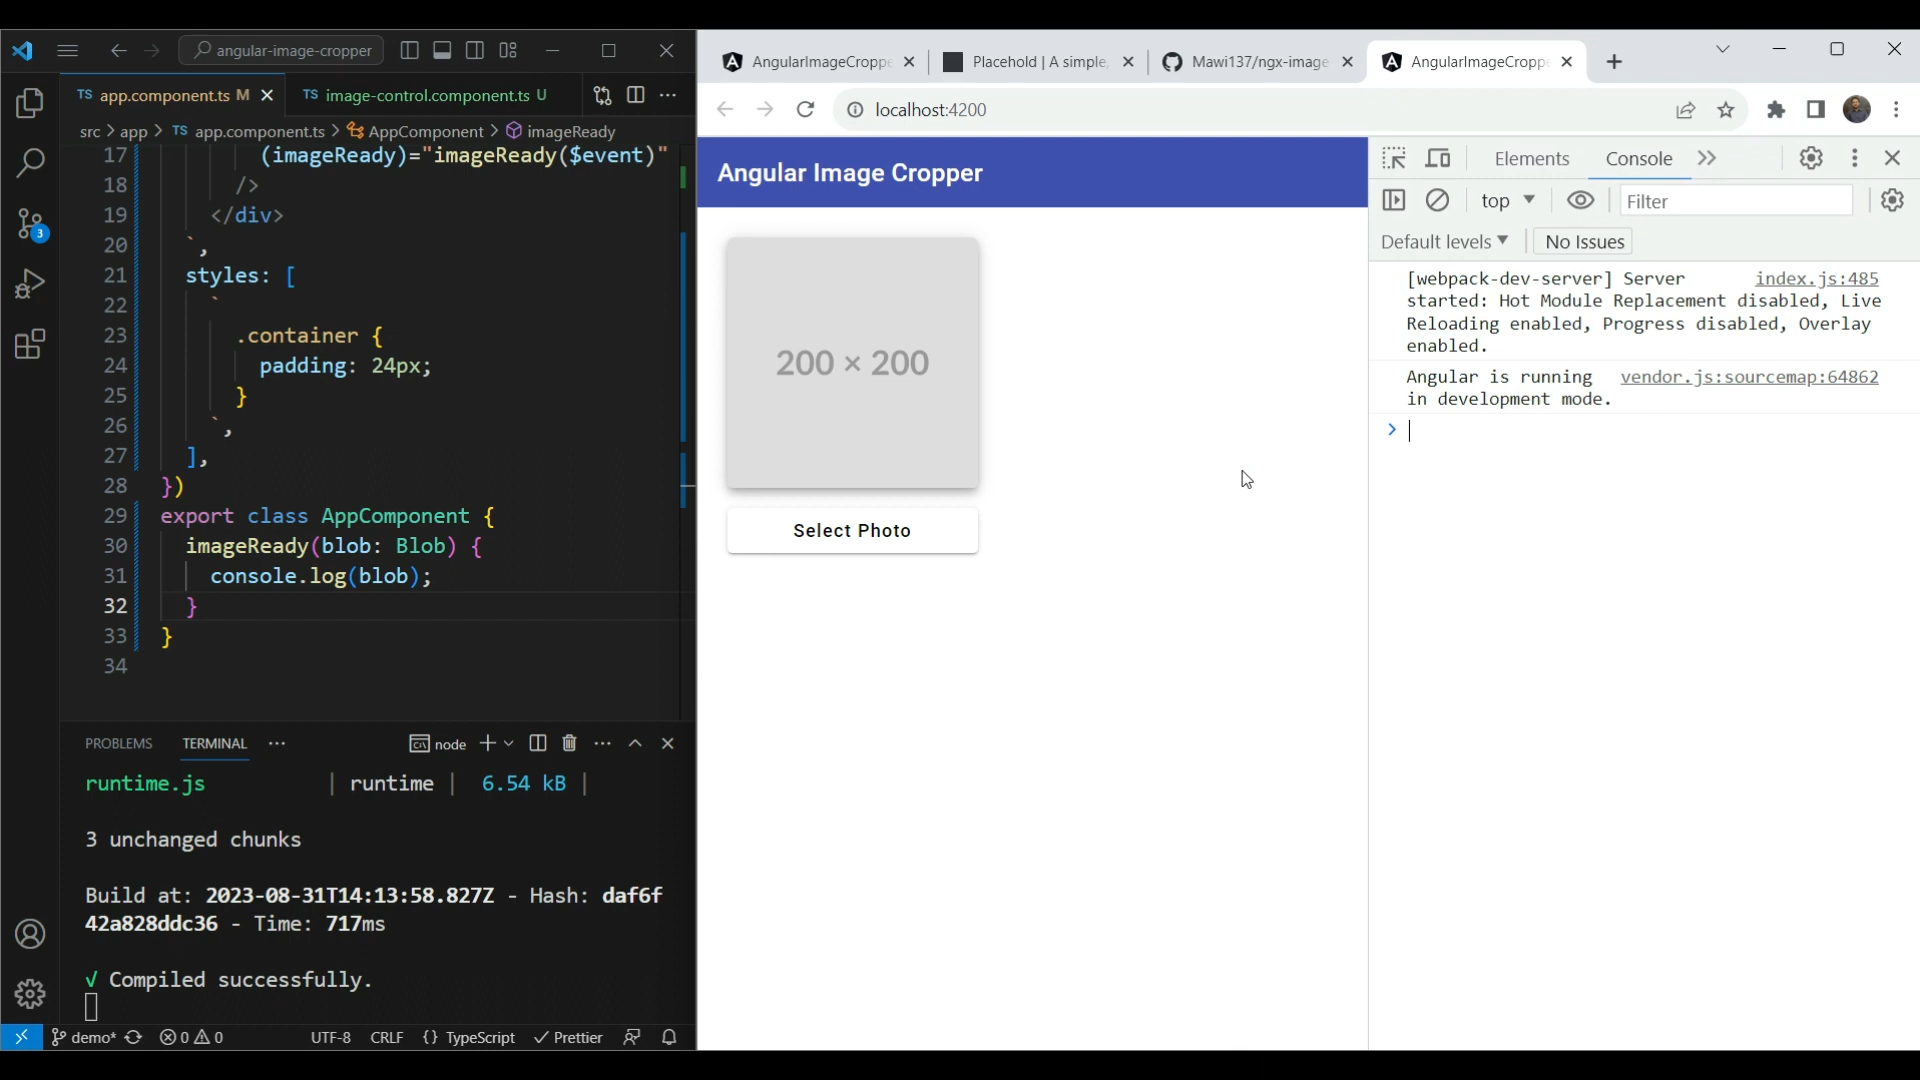 angular-image-cropper
TS app.component.ts M
TS image-control.component.ts U
src > app > TS app.component.ts > AppComponent > imageReady
17 (imageReady)="imageReady($event)"
18 />
19 </div>
20 `,
21 styles: [
22 `
23 .container {
24 padding: 24px;
25 }
26 `,
27 ],
28 })
29 export class AppComponent {
30 imageReady(blob: Blob) {
31 console.log(blob);
32 }
33 }
34
PROBLEMS TERMINAL ··· node
runtime.js | runtime | 6.54 kB |
3 unchanged chunks
Build at: 2023-08-31T14:13:58.827Z - Hash: daf6f
42a828ddc36 - Time: 717ms
√ Compiled successfully.
3
demo* 0 0 UTF-8 CRLF {} TypeScript Prettier
AngularImageCroppe
Placehold | A simple,
Mawi137/ngx-image
AngularImageCroppe
localhost:4200
Angular Image Cropper
200 × 200
Select Photo
Elements Console
top Filter
Default levels No Issues
[webpack-dev-server] Server index.js:485
started: Hot Module Replacement disabled, Live
Reloading enabled, Progress disabled, Overlay
enabled.
Angular is running vendor.js:sourcemap:64862
in development mode.